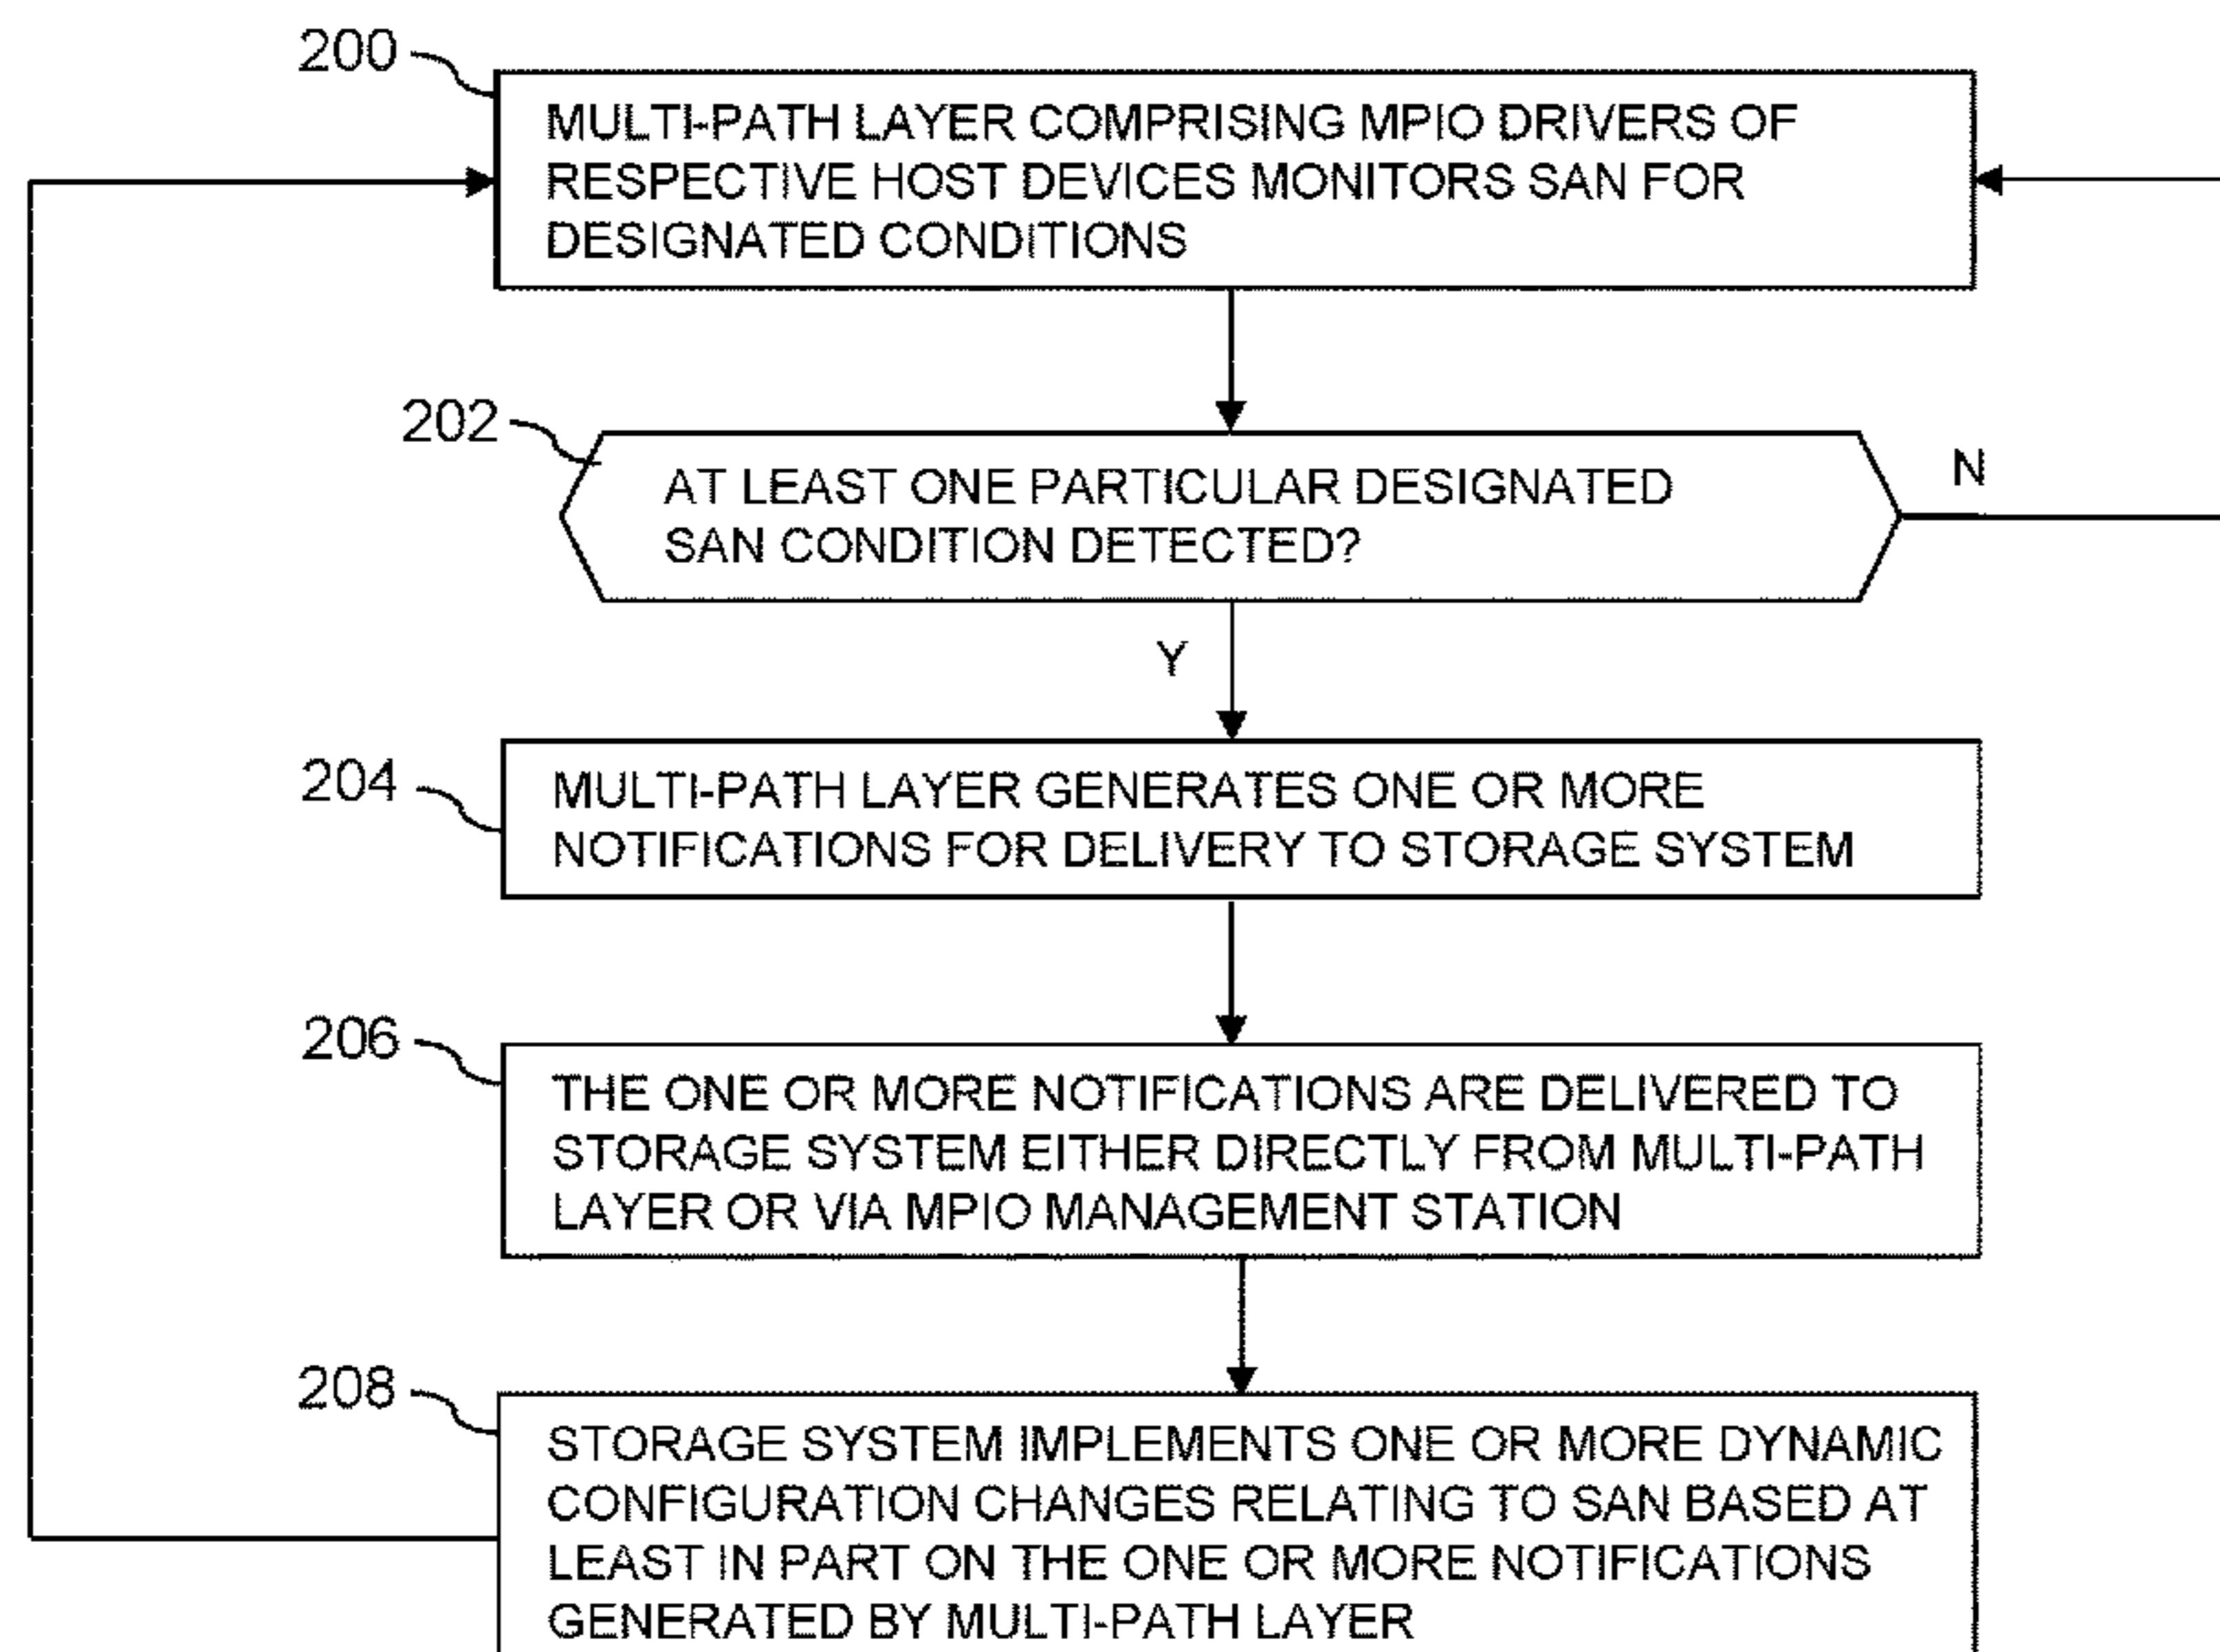 200
MULTI-PATH LAYER COMPRISING MPIO DRIVERS OF
RESPECTIVE HOST DEVICES MONITORS SAN FOR
DESIGNATED CONDITIONS
202
AT LEAST ONE PARTICULAR DESIGNATED
SAN CONDITION DETECTED?
N
Y
204
MULTI-PATH LAYER GENERATES ONE OR MORE
NOTIFICATIONS FOR DELIVERY TO STORAGE SYSTEM
206
THE ONE OR MORE NOTIFICATIONS ARE DELIVERED TO
STORAGE SYSTEM EITHER DIRECTLY FROM MULTI-PATH
LAYER OR VIA MPIO MANAGEMENT STATION
208
STORAGE SYSTEM IMPLEMENTS ONE OR MORE DYNAMIC
CONFIGURATION CHANGES RELATING TO SAN BASED AT
LEAST IN PART ON THE ONE OR MORE NOTIFICATIONS
GENERATED BY MULTI-PATH LAYER